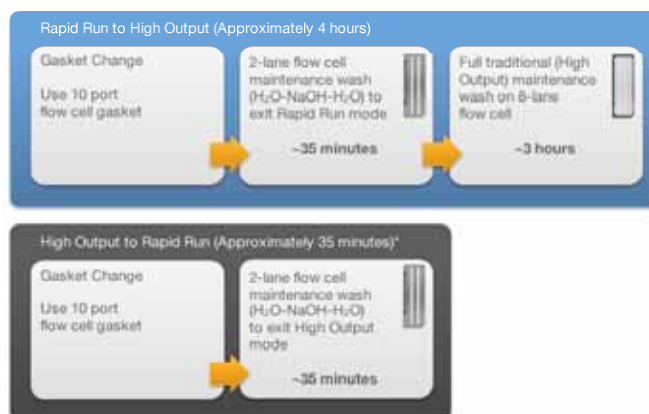 Rapid Run to High Output (Approximately 4 hours)
Gasket Change
Use 10 port
flow cell gasket
2-lane flow cell
maintenance wash
(H₂O-NaOH-H₂O) to
exit Rapid Run mode
~35 minutes
Full traditional (High
Output) maintenance
wash on 8-lane
flow cell
~3 hours
High Output to Rapid Run (Approximately 35 minutes)*
Gasket Change
Use 10 port
flow cell gasket
2-lane flow cell
maintenance wash
(H₂O-NaOH-H₂O)
to exit High Output
mode
~35 minutes